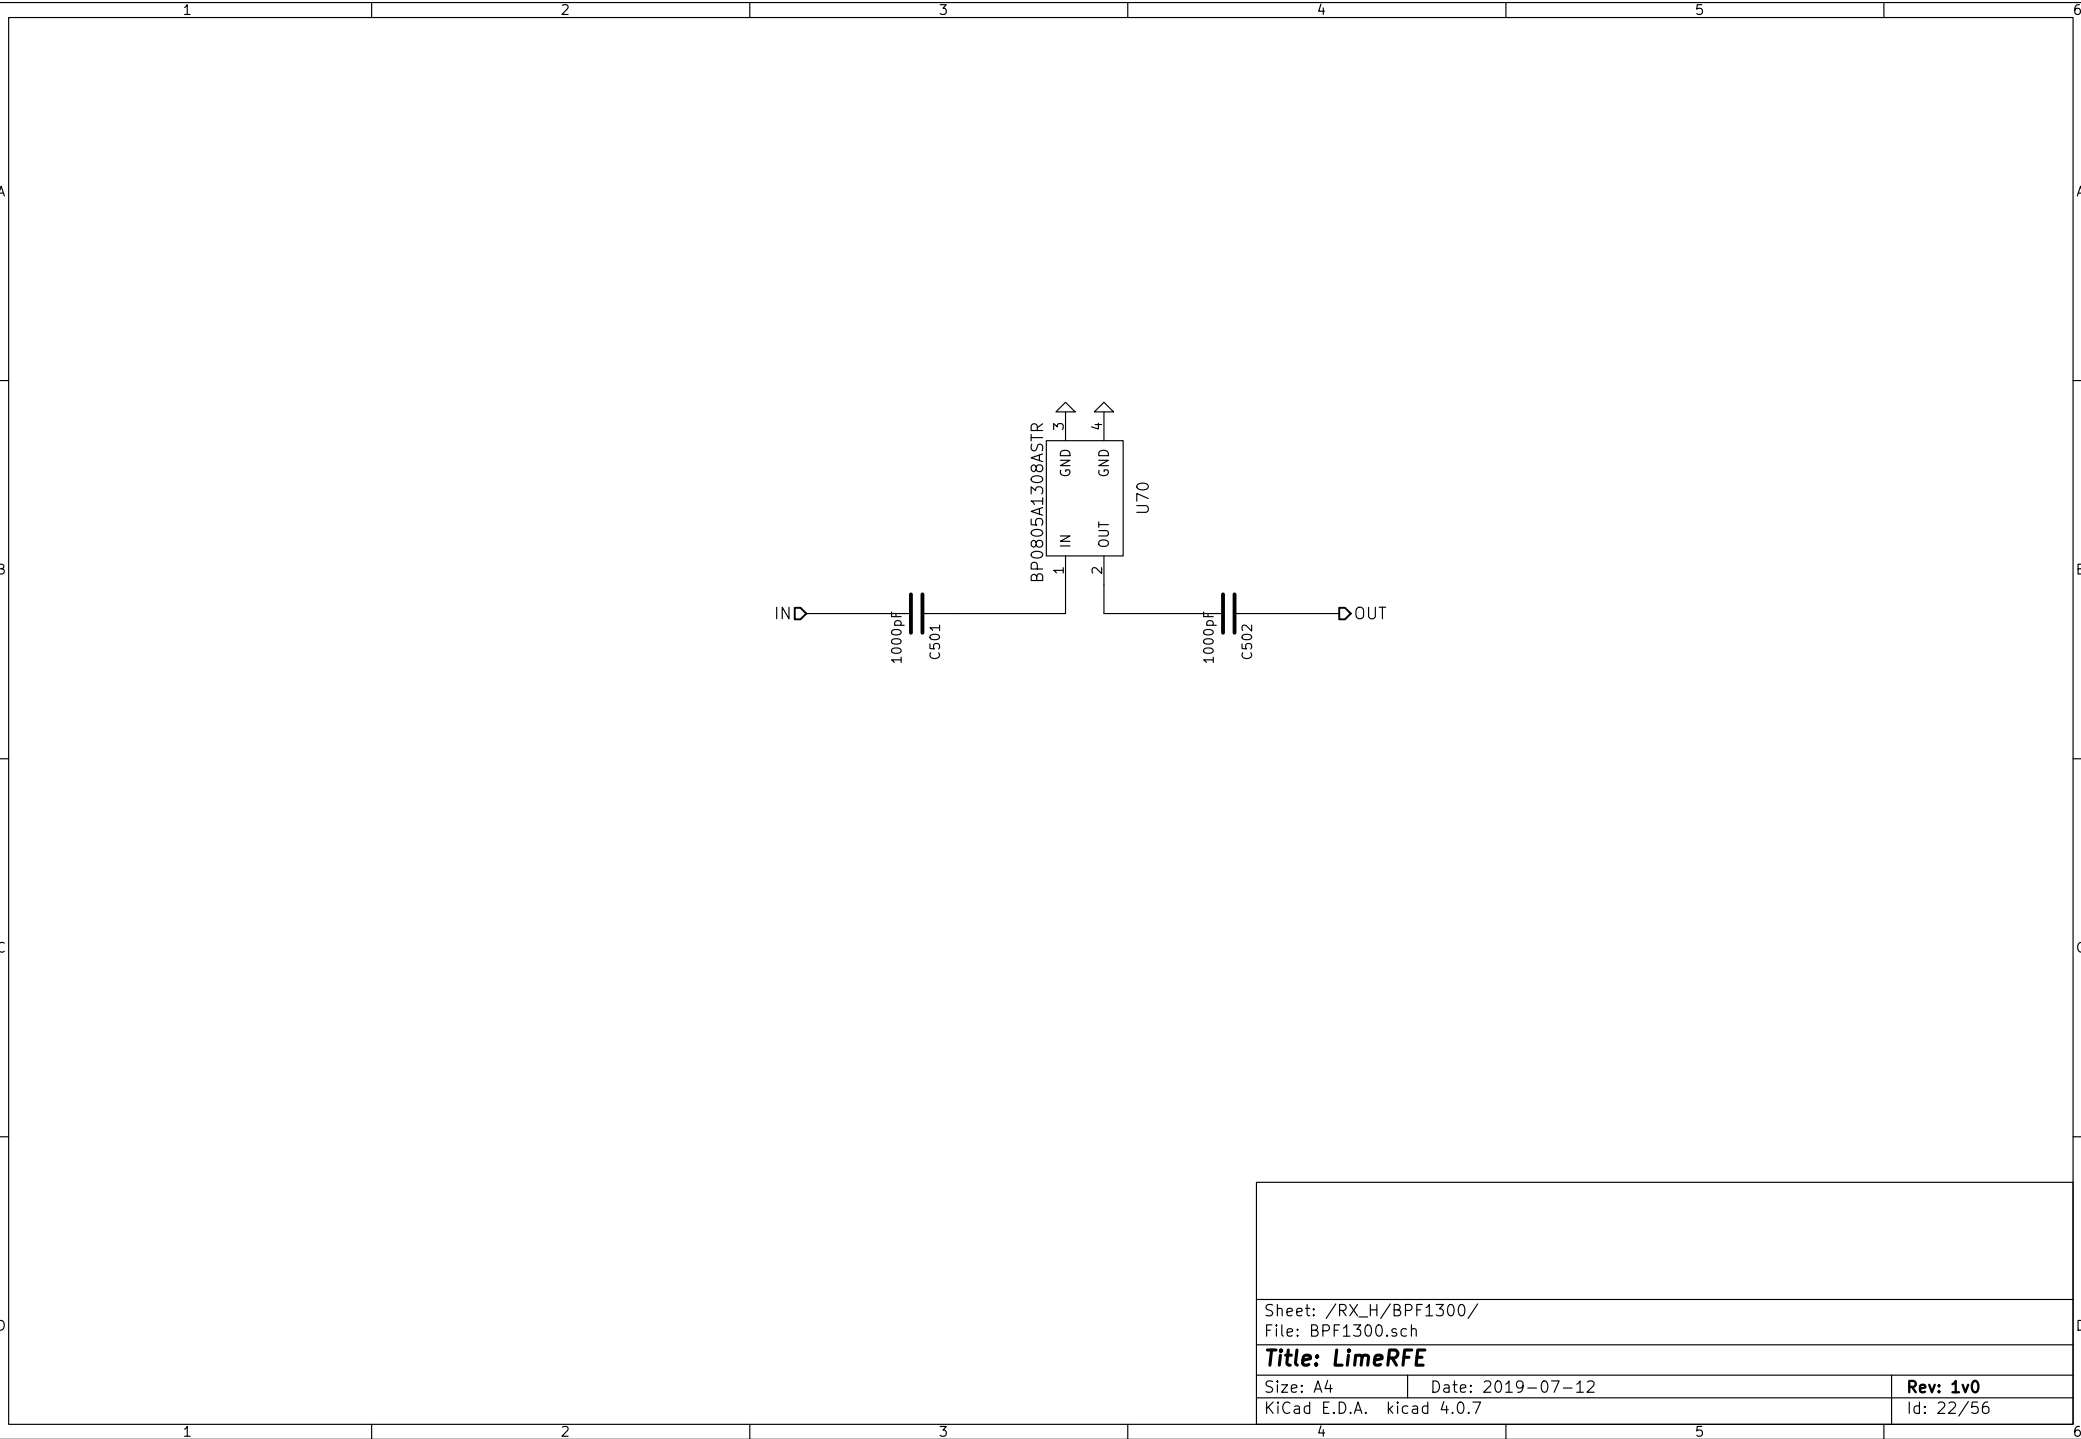 1 2 3 4 5 6
A A
3 4
BP0805A1308ASTR
GND GND
U70
IN OUT
1 2
B B
IN OUT
1000pF C501
1000pF C502
C C
Sheet: /RX_H/BPF1300/
File: BPF1300.sch
D D
Title: LimeRFE
Size: A4 Date: 2019-07-12 Rev: 1v0
KiCad E.D.A. kicad 4.0.7 Id: 22/56
1 2 3 4 5 6